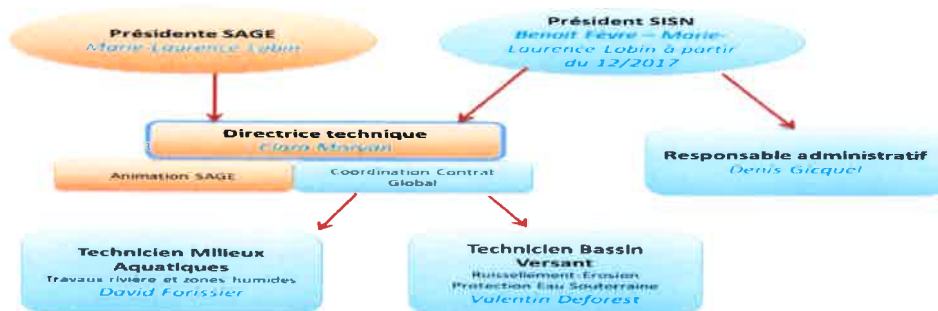 Présidente SAGE
Marie-Laurence Lobin
Président SISN
Benoit Fèvre – Marie-
Laurence Lobin à partir
du 12/2017
Directrice technique
Clara Morvan
Animation SAGE
Coordination Contrat
Global
Responsable administratif
Denis Gicquel
Technicien Milieux
Aquatiques
Travaux rivière et zones humides
David Forissier
Technicien Bassin
Versant
Ruissellement-Erosion
Protection Eau Souterraine
Valentin Deforest